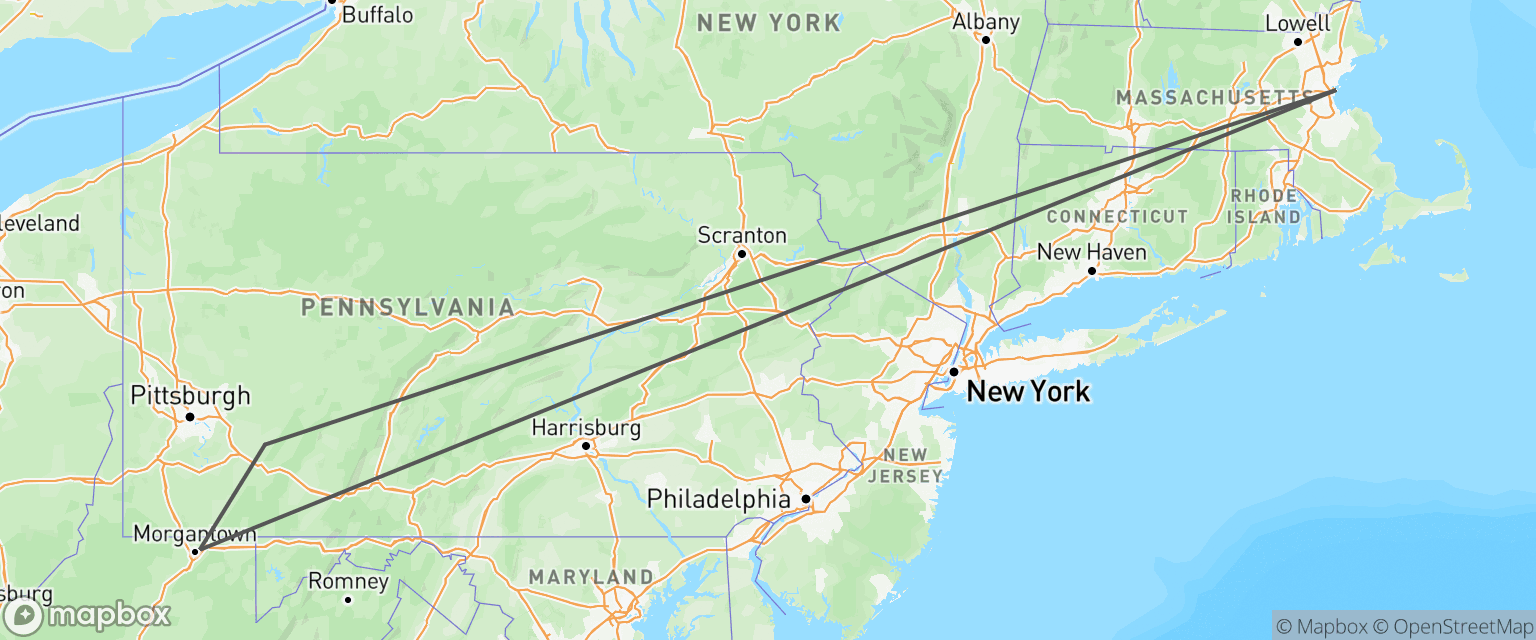 Buffalo
NEW YORK
Albany
Lowell
MASSACHUSETTS
leveland
Scranton
RHODE
ISLAND
CONNECTICUT
New Haven
ron
PENNSYLVANIA
Pittsburgh
New York
Harrisburg
NEW
JERSEY
Philadelphia
Morgantown
MARYLAND
Romney
sburg
mapbox
© Mapbox © OpenStreetMap